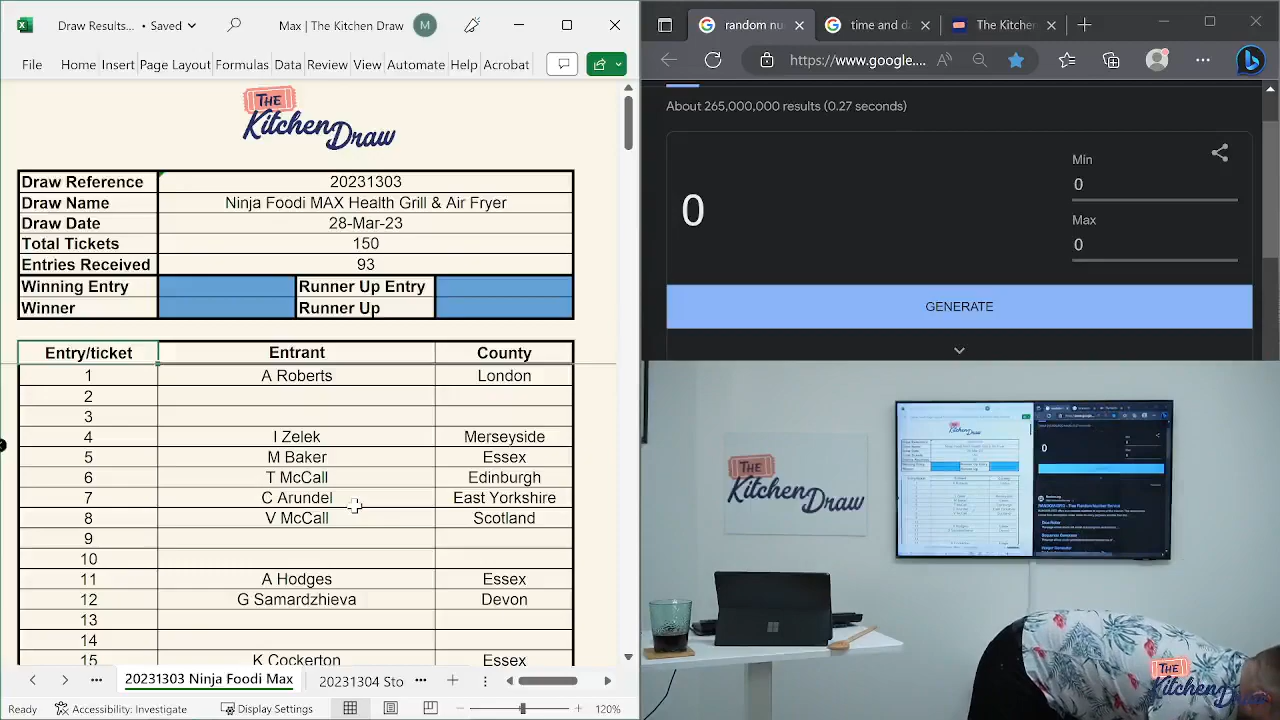 Draw Results... • Saved
Max | The Kitchen Draw
M
File Home Insert Page Layout Formulas Data Review View Automate Help Acrobat
THE
Kitchen Draw
Draw Reference 20231303
Draw Name Ninja Foodi MAX Health Grill & Air Fryer
Draw Date 28-Mar-23
Total Tickets 150
Entries Received 93
Winning Entry Runner Up Entry
Winner Runner Up
Entry/ticket Entrant County
1 A Roberts London
2
3
4 I Zelek Merseyside
5 M Barker Essex
6 T McCall Edinburgh
7 C Arundel East Yorkshire
8 V McCall Scotland
9
10
11 A Hodges Essex
12 G Samardzhieva Devon
13
14
15 K Cockerton Essex
20231303 Ninja Foodi Max 20231304 Sto
Ready Accessibility: Investigate Display Settings 120%
random nu time and d The Kitchen
https://www.google....
About 265,000,000 results (0.27 seconds)
0
Min
0
Max
0
GENERATE
THE
Kitchen Draw
THE
Kitchen Draw